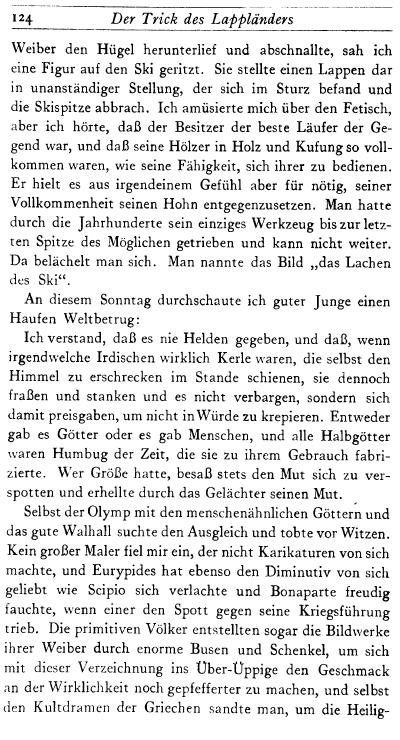 124 Der Trick des Lappländers
Weiber den Hügel herunterlief und abschnallte, sah ich
eine Figur auf den Ski geritzt. Sie stellte einen Lappen dar
in unanständiger Stellung, der sich im Sturz befand und
die Skispitze abbrach. Ich amüsierte mich über den Fetisch,
aber ich hörte, daß der Besitzer der beste Läufer der Ge-
gend war, und daß seine Hölzer in Holz und Kufung so voll-
kommen waren, wie seine Fähigkeit, sich ihrer zu bedienen.
Er hielt es aus irgendeinem Gefühl aber für nötig, seiner
Vollkommenheit seinen Hohn entgegenzusetzen. Man hatte
durch die Jahrhunderte sein einziges Werkzeug bis zur letz-
ten Spitze des Möglichen getrieben und kann nicht weiter.
Da belächelt man sich. Man nannte das Bild „das Lachen
des Ski“.
An diesem Sonntag durchschaute ich guter Junge einen
Haufen Weltbetrug:
Ich verstand, daß es nie Helden gegeben, und daß, wenn
irgendwelche Irdischen wirklich Kerle waren, die selbst den
Himmel zu erschrecken im Stande schienen, sie dennoch
fraßen und stanken und es nicht verbargen, sondern sich
damit preisgaben, um nicht in Würde zu krepieren. Entweder
gab es Götter oder es gab Menschen, und alle Halbgötter
waren Humbug der Zeit, die sie zu ihrem Gebrauch fabri-
zierte. Wer Größe hatte, besaß stets den Mut sich zu ver-
spotten und erhellte durch das Gelächter seinen Mut.
Selbst der Olymp mit den menschenähnlichen Göttern und
das gute Walhall suchte den Ausgleich und tobte vor Witzen.
Kein großer Maler fiel mir ein, der nicht Karikaturen von sich
machte, und Eurypides hat ebenso den Diminutiv von sich
geliebt wie Scipio sich verlachte und Bonaparte freudig
fauchte, wenn einer den Spott gegen seine Kriegsführung
trieb. Die primitiven Völker entstellten sogar die Bildwerke
ihrer Weiber durch enorme Busen und Schenkel, um sich
mit dieser Verzeichnung ins Über-Üppige den Geschmack
an der Wirklichkeit noch gepfefferter zu machen, und selbst
den Kultdramen der Griechen sandte man, um die Heilig-